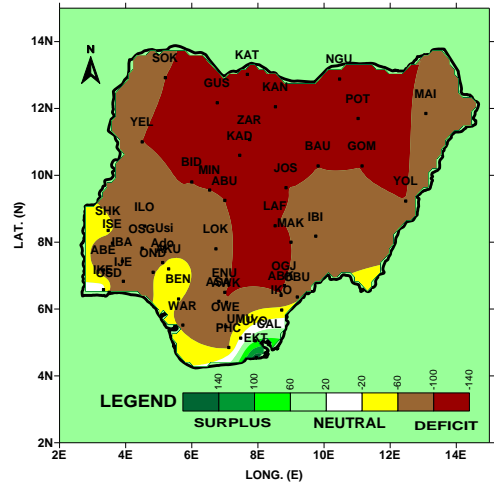 14N
12N
10N
8N
6N
4N
2N
LAT. (N)
N
SOK
KAT
NGU
GUS
KAN
POT
MAI
YEL
ZAR
KAD
BAU
GOM
BID
MIN
ABU
JOS
YOL
SHK
ILO
LAF
ISE
OSG
Usi
LOK
MAK
IBI
ABE
IBA
Ado
AKU
IJE
OND
IKE
OSD
BEN
ENU
OGJ
AWK
OBU
IKO
WAR
OWE
UMU
UYO
CAL
PHC
EKT
LEGEND
140
100
60
20
-20
-60
-100
-140
SURPLUS
NEUTRAL
DEFICIT
2E
4E
6E
8E
10E
12E
14E
LONG. (E)